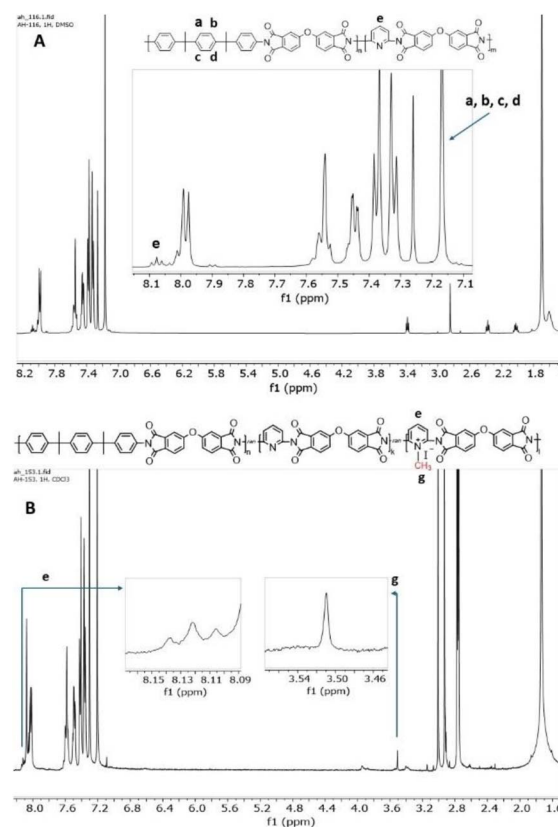 ah_116.1.fid
AH-116, 1H, DMSO
A
a b
c d
e
O O O O O
N N N N
n m
a, b, c, d
e
8.1 8.0 7.9 7.8 7.7 7.6 7.5 7.4 7.3 7.2 7.1
f1 (ppm)
8.2 7.8 7.4 7.0 6.6 6.2 5.8 5.4 5.0 4.6 4.2 3.8 3.4 3.0 2.6 2.2 1.8
f1 (ppm)
e
N+ I-
CH3
g
ah_153.1.fid
AH-153, 1H, CDCl3
B
e
g
8.15 8.13 8.11 8.09
f1 (ppm)
3.54 3.50 3.46
f1 (ppm)
8.0 7.6 7.2 6.8 6.4 6.0 5.6 5.2 4.8 4.4 4.0 3.6 3.2 2.8 2.4 2.0 1.6
f1 (ppm)